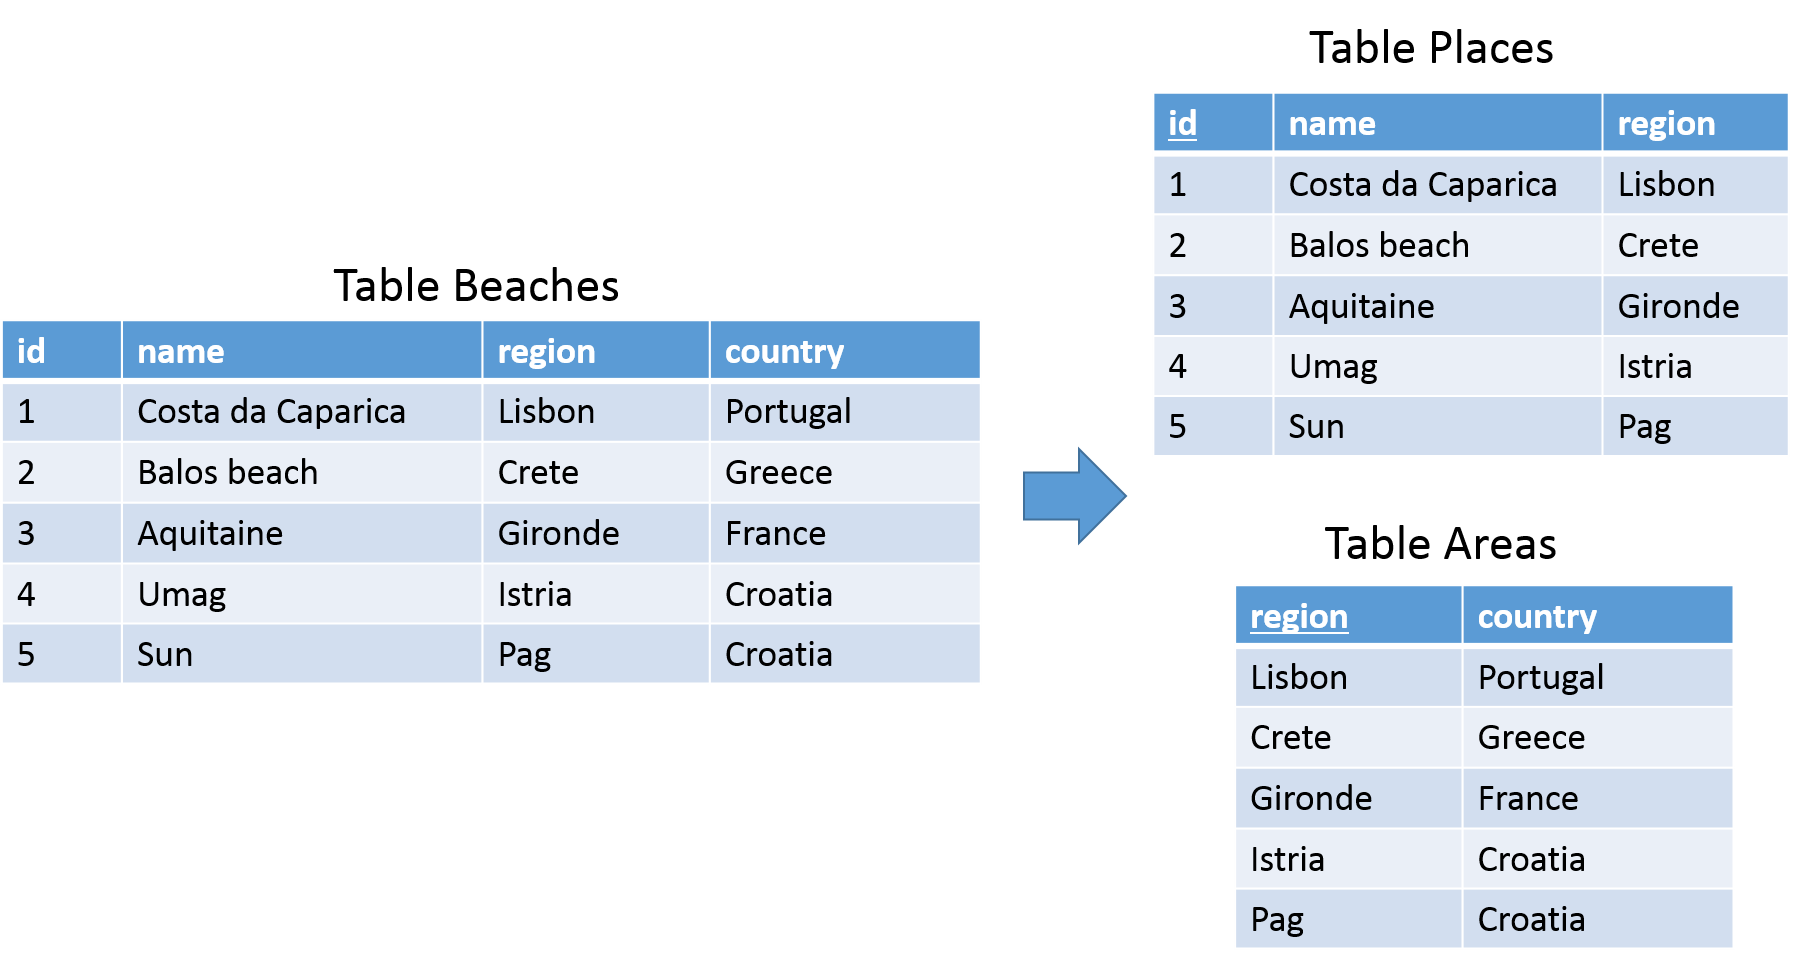 Table Beaches
id name region country
1 Costa da Caparica Lisbon Portugal
2 Balos beach Crete Greece
3 Aquitaine Gironde France
4 Umag Istria Croatia
5 Sun Pag Croatia
Table Places
id name region
1 Costa da Caparica Lisbon
2 Balos beach Crete
3 Aquitaine Gironde
4 Umag Istria
5 Sun Pag
Table Areas
region country
Lisbon Portugal
Crete Greece
Gironde France
Istria Croatia
Pag Croatia